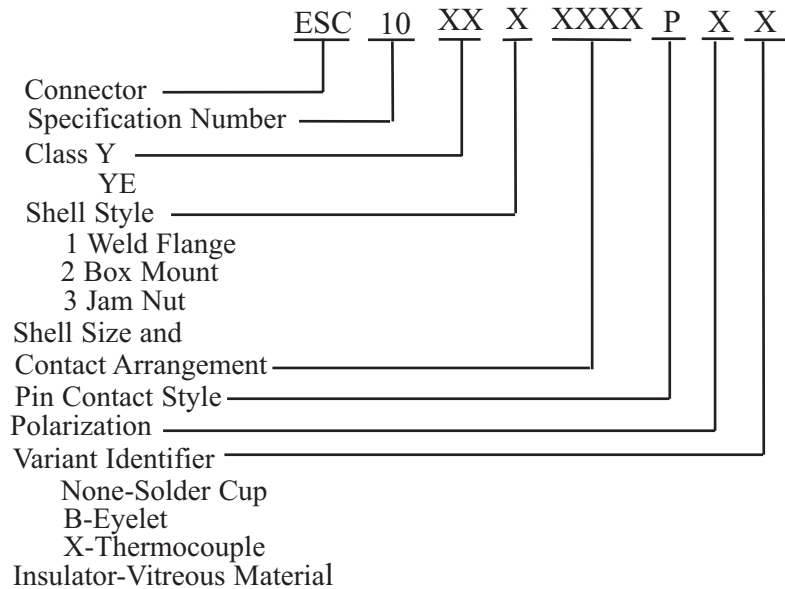 ESC 10 XX X XXXX P X X
Connector
Specification Number
Class Y
YE
Shell Style
1 Weld Flange
2 Box Mount
3 Jam Nut
Shell Size and
Contact Arrangement
Pin Contact Style
Polarization
Variant Identifier
None-Solder Cup
B-Eyelet
X-Thermocouple
Insulator-Vitreous Material